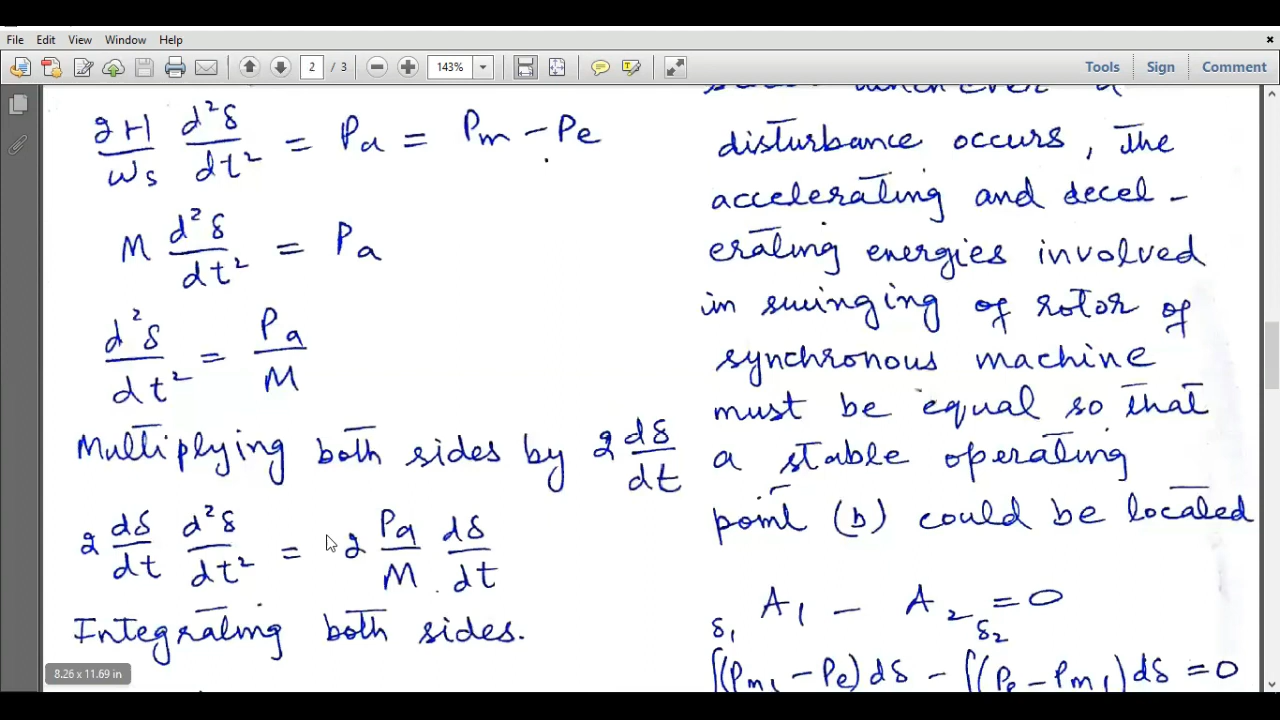 File Edit View Window Help
2 / 3 143% Tools Sign Comment
2H/ωs d²δ/dt² = Pa = Pm - Pe
M d²δ/dt² = Pa
d²δ/dt² = Pa/M
Multiplying both sides by 2 dδ/dt
2 dδ/dt d²δ/dt² = 2 Pa/M dδ/dt
Integrating both sides.
8.26 x 11.69 in
disturbance occurs, the
accelerating and decel -
erating energies involved
in swinging of rotor of
synchronous machine
must be equal so that
a stable operating
point (b) could be located
A₁ - A₂ = 0
δ₁ δ₂
∫(Pm₁ - Pe) dδ - ∫(Pe - Pm₁) dδ = 0